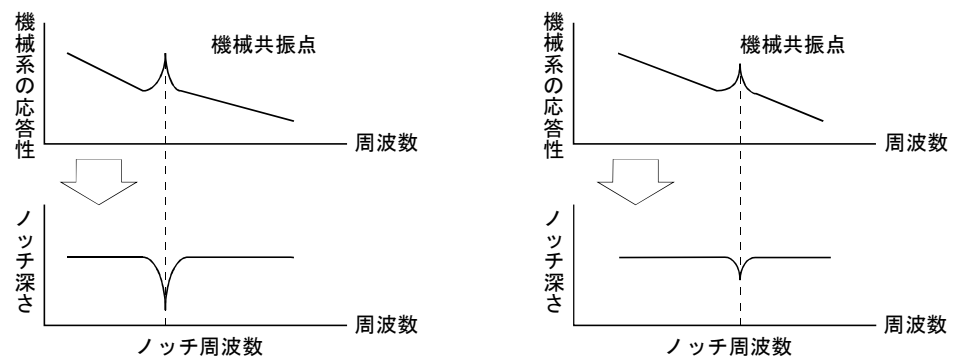 機械系の応答性
機械共振点
周波数
ノッチ深さ
周波数
ノッチ周波数
機械系の応答性
機械共振点
周波数
ノッチ深さ
周波数
ノッチ周波数